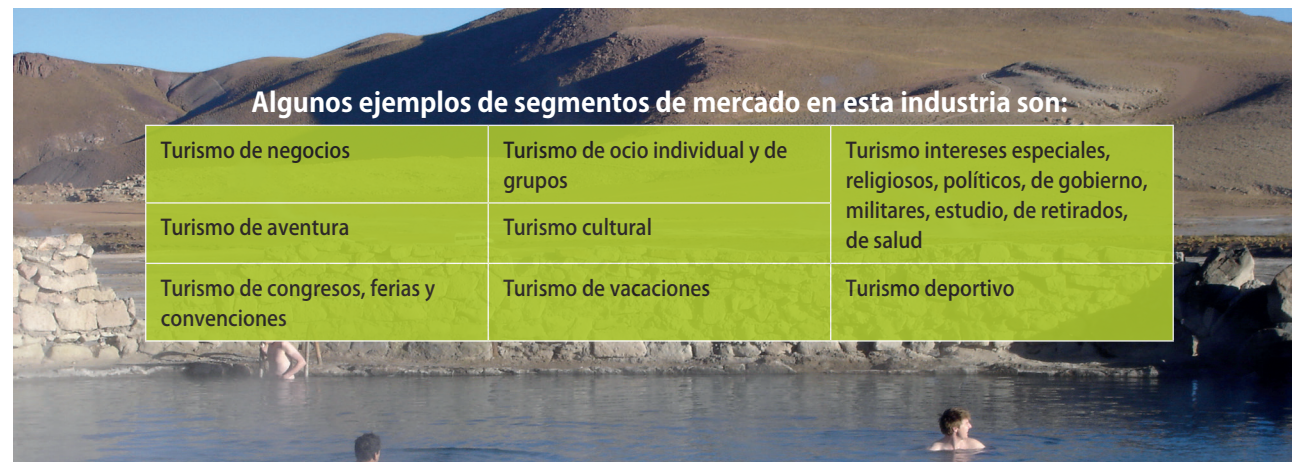 Algunos ejemplos de segmentos de mercado en esta industria son:
Turismo de negocios
Turismo de ocio individual y de
grupos
Turismo intereses especiales,
religiosos, políticos, de gobierno,
militares, estudio, de retirados,
de salud
Turismo de aventura
Turismo cultural
Turismo de congresos, ferias y
convenciones
Turismo de vacaciones
Turismo deportivo